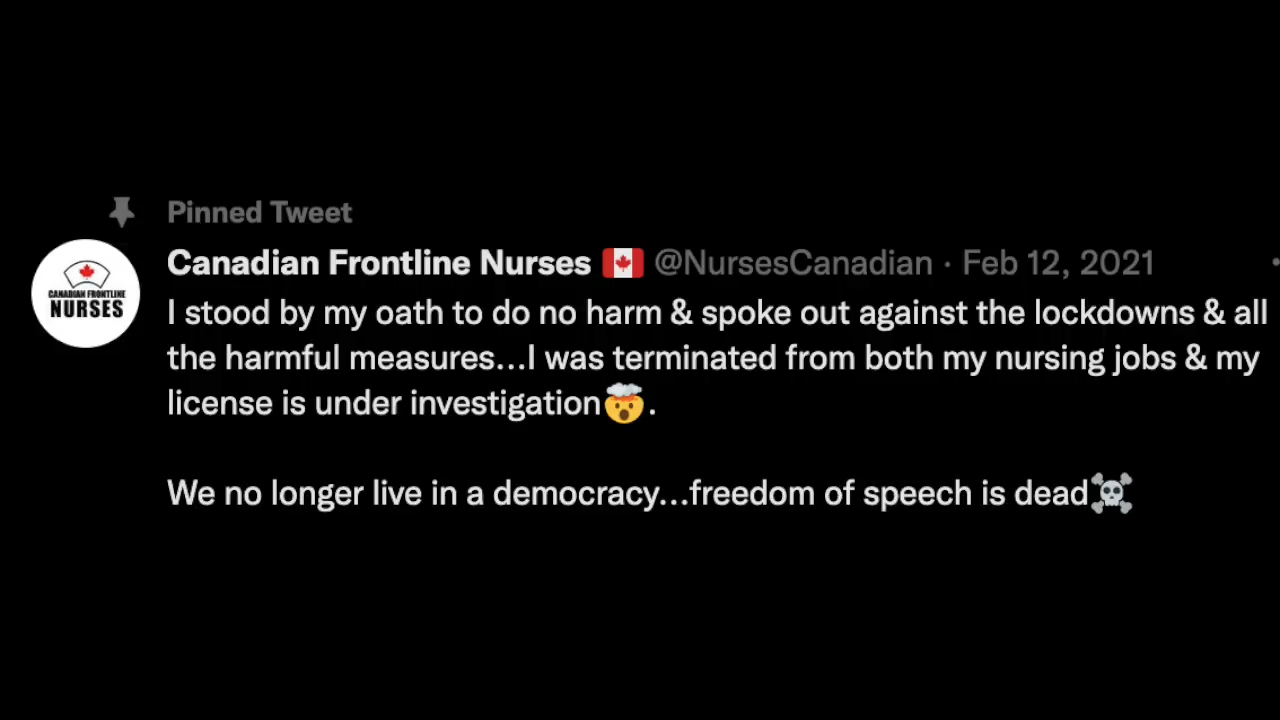 Pinned Tweet
Canadian Frontline Nurses 🇨🇦 @NursesCanadian · Feb 12, 2021
CANADIAN FRONTLINE
NURSES
I stood by my oath to do no harm & spoke out against the lockdowns & all
the harmful measures...I was terminated from both my nursing jobs & my
license is under investigation🤯.
We no longer live in a democracy...freedom of speech is dead☠️